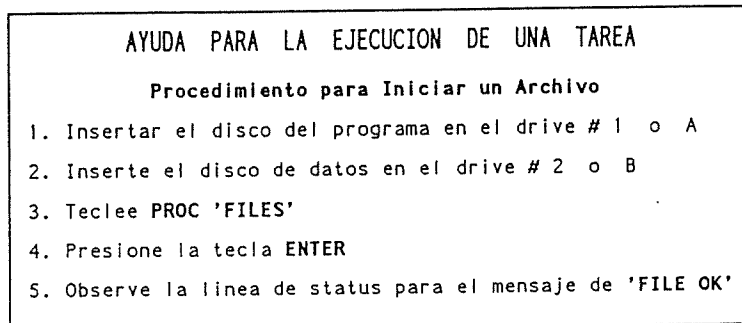 AYUDA PARA LA EJECUCION DE UNA TAREA
Procedimiento para Iniciar un Archivo
1. Insertar el disco del programa en el drive # 1 o A
2. Inserte el disco de datos en el drive # 2 o B
3. Teclee PROC 'FILES'
4. Presione la tecla ENTER
5. Observe la linea de status para el mensaje de 'FILE OK'